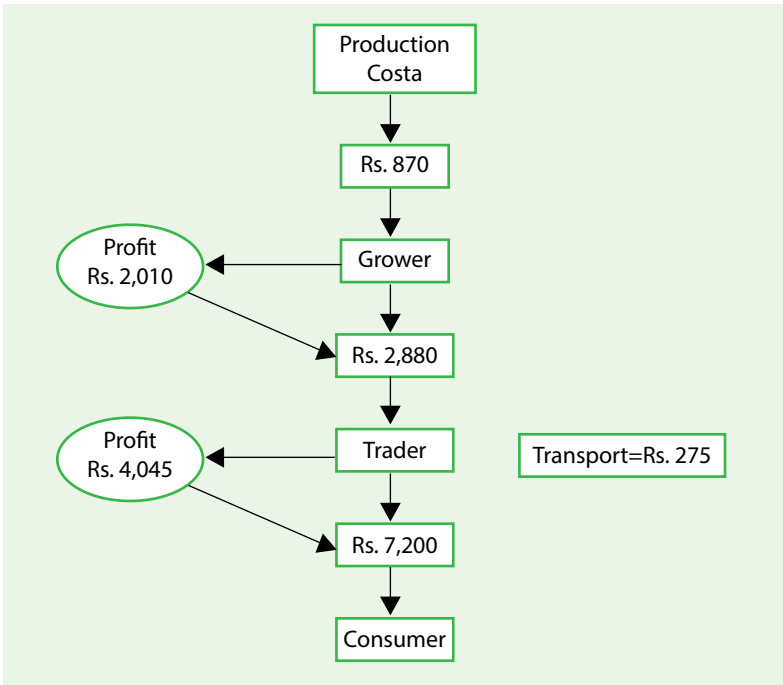 Production
Costa
Rs. 870
Profit
Rs. 2,010
Grower
Rs. 2,880
Profit
Rs. 4,045
Trader
Transport=Rs. 275
Rs. 7,200
Consumer